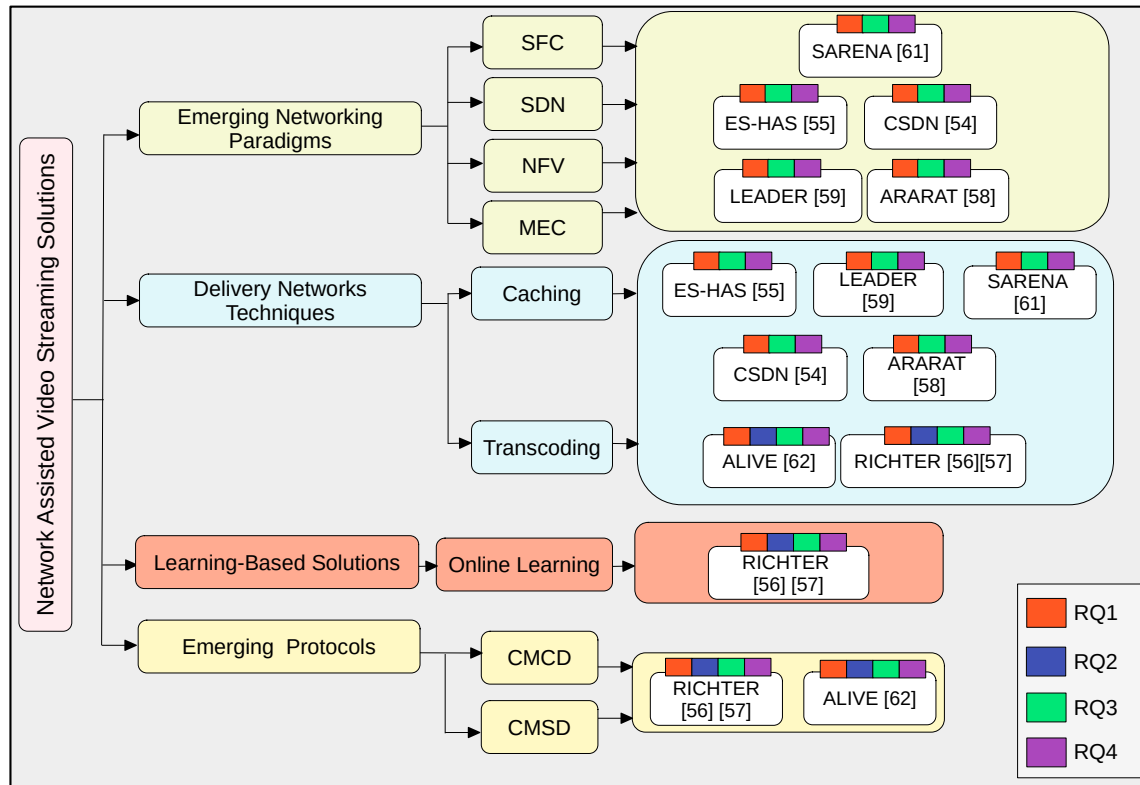 Network Assisted Video Streaming Solutions
Emerging Networking
Paradigms
SFC
SDN
NFV
MEC
SARENA [61]
ES-HAS [55]
CSDN [54]
LEADER [59]
ARARAT [58]
Delivery Networks
Techniques
Caching
Transcoding
ES-HAS [55]
LEADER
[59]
SARENA
[61]
CSDN [54]
ARARAT
[58]
ALIVE [62]
RICHTER [56][57]
Learning-Based Solutions
Online Learning
RICHTER
[56] [57]
Emerging Protocols
CMCD
CMSD
RICHTER
[56] [57]
ALIVE [62]
RQ1
RQ2
RQ3
RQ4